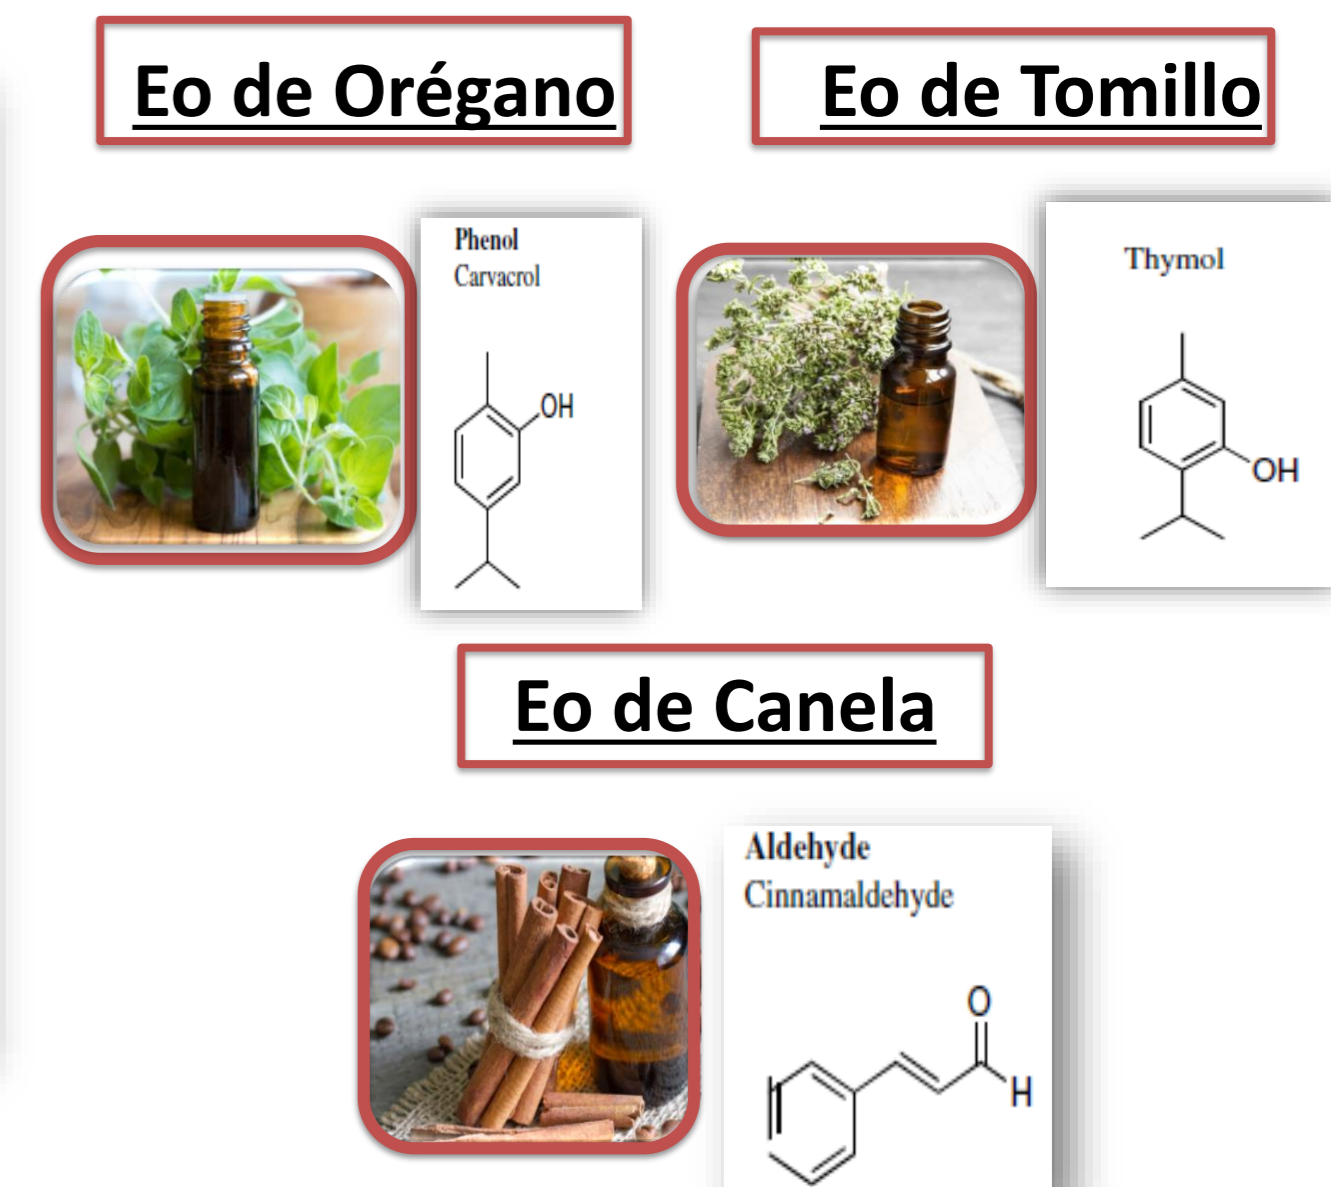 Eo de Orégano
Eo de Tomillo
Phenol
Carvacrol
OH
Thymol
OH
Eo de Canela
Aldehyde
Cinnamaldehyde
O
H